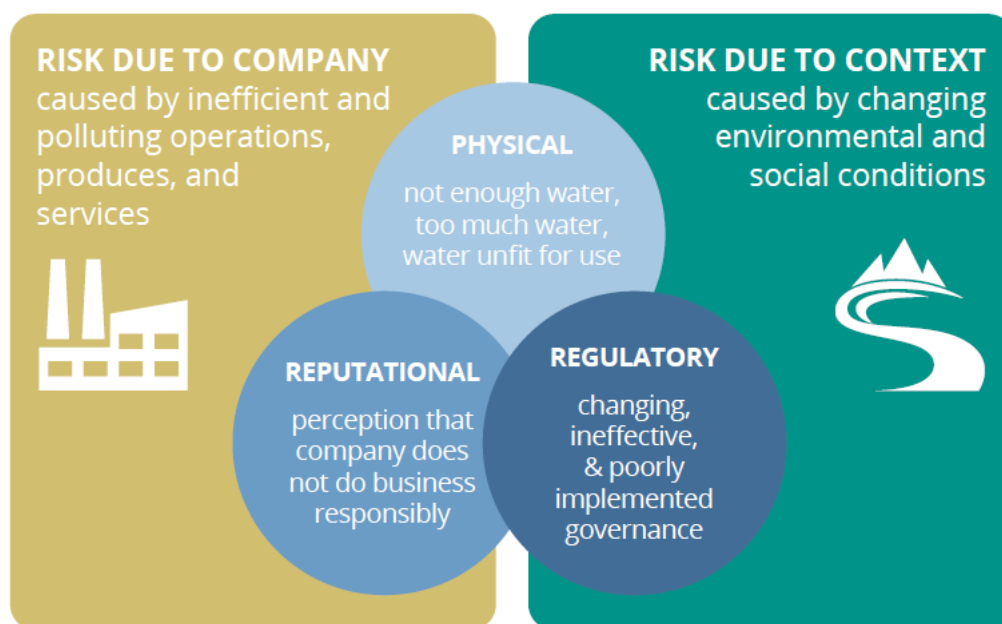 RISK DUE TO COMPANY
caused by inefficient and
polluting operations,
produces, and
services
RISK DUE TO CONTEXT
caused by changing
environmental and
social conditions
PHYSICAL
not enough water,
too much water,
water unfit for use
REPUTATIONAL
perception that
company does
not do business
responsibly
REGULATORY
changing,
ineffective,
& poorly
implemented
governance